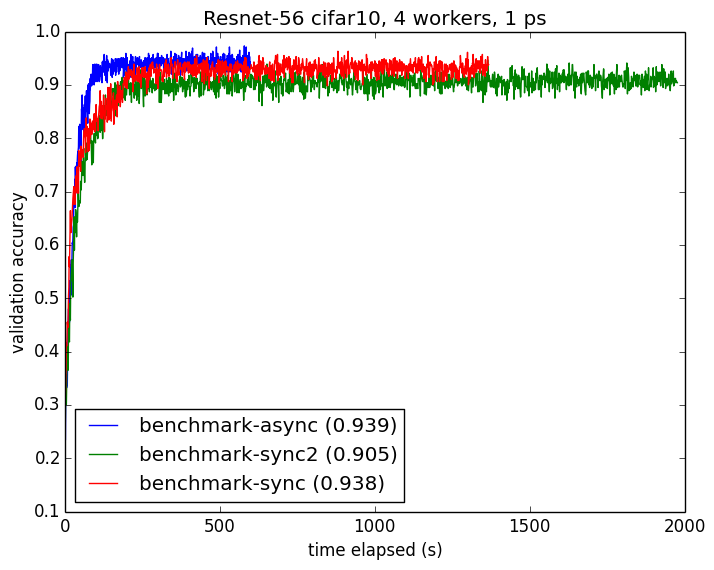 Resnet-56 cifar10, 4 workers, 1 ps
validation accuracy
1.0
0.9
0.8
0.7
0.6
0.5
0.4
0.3
0.2
0.1
benchmark-async (0.939)
benchmark-sync2 (0.905)
benchmark-sync (0.938)
0 500 1000 1500 2000
time elapsed (s)